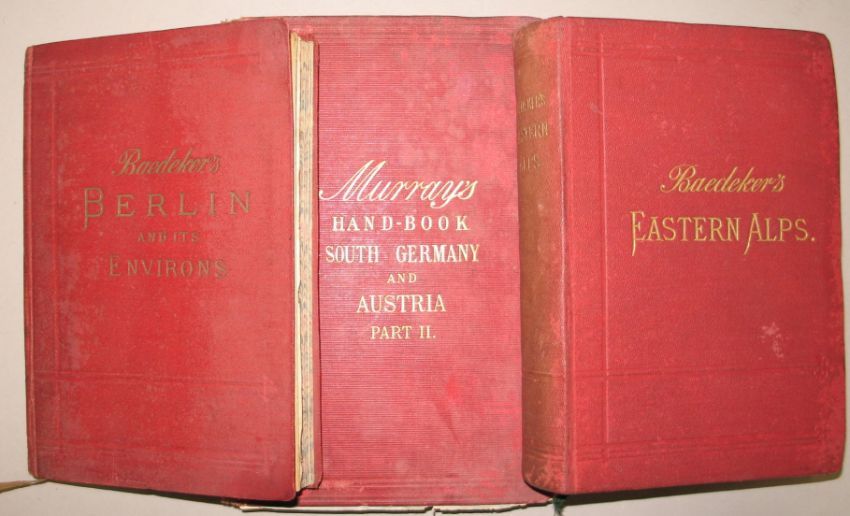 Baedeker's
BERLIN
AND ITS
ENVIRONS
Murray's
HAND-BOOK
SOUTH GERMANY
AND
AUSTRIA
PART II.
Baedeker's
EASTERN ALPS.